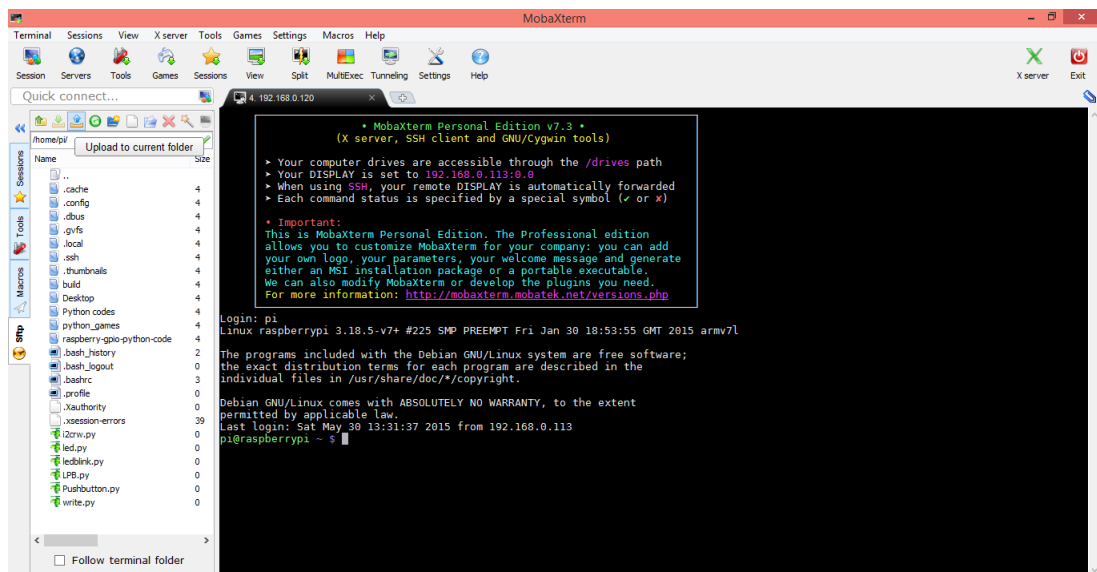 MobaXterm
Terminal Sessions View X server Tools Games Settings Macros Help
Session Servers Tools Games Sessions View Split MultiExec Tunneling Settings Help X server Exit
Quick connect...
4. 192.168.0.120
/home/pi/
Upload to current folder
Name Size
Sessions
Tools
Macros
Sftp
..
.cache 4
.config 4
.dbus 4
.gvfs 4
.local 4
.ssh 4
.thumbnails 4
build 4
Desktop 4
Python codes 4
python_games 4
raspberry-gpio-python-code 4
.bash_history 2
.bash_logout 0
.bashrc 3
.profile 0
.Xauthority 0
.xsession-errors 39
i2crw.py 0
led.py 0
ledblink.py 0
LPB.py 0
Pushbutton.py 0
write.py 0
Follow terminal folder
• MobaXterm Personal Edition v7.3 •
(X server, SSH client and GNU/Cygwin tools)
➤ Your computer drives are accessible through the /drives path
➤ Your DISPLAY is set to 192.168.0.113:0.0
➤ When using SSH, your remote DISPLAY is automatically forwarded
➤ Each command status is specified by a special symbol (✔ or ✘)
• Important:
This is MobaXterm Personal Edition. The Professional edition
allows you to customize MobaXterm for your company: you can add
your own logo, your parameters, your welcome message and generate
either an MSI installation package or a portable executable.
We can also modify MobaXterm or develop the plugins you need.
For more information: http://mobaxterm.mobatek.net/versions.php
Login: pi
Linux raspberrypi 3.18.5-v7+ #225 SMP PREEMPT Fri Jan 30 18:53:55 GMT 2015 armv7l
The programs included with the Debian GNU/Linux system are free software;
the exact distribution terms for each program are described in the
individual files in /usr/share/doc/*/copyright.
Debian GNU/Linux comes with ABSOLUTELY NO WARRANTY, to the extent
permitted by applicable law.
Last login: Sat May 30 13:31:37 2015 from 192.168.0.113
pi@raspberrypi ~ $